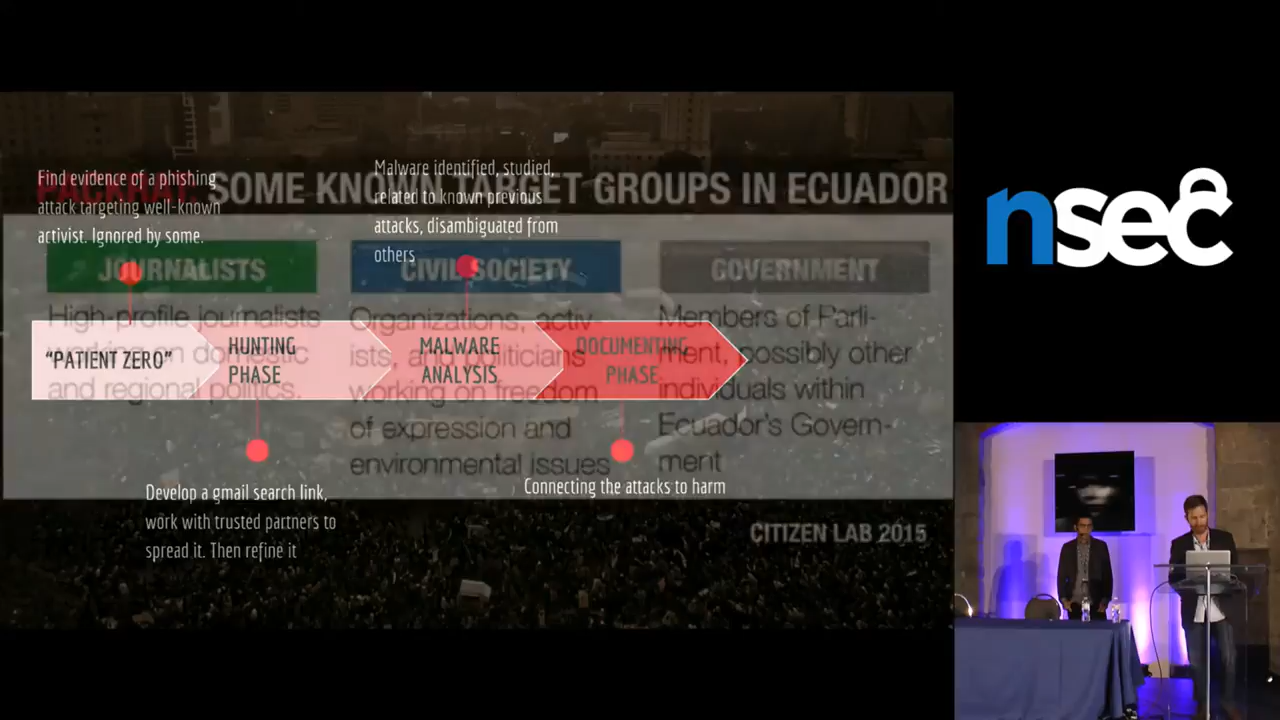 Find evidence of a phishing
attack targeting well-known
activist. Ignored by some.
Malware identified, studied,
related to known previous
attacks, disambiguated from
others
SOME KNOWN TARGET GROUPS IN ECUADOR
JOURNALISTS
High-profile journalists
working on domestic
and regional politics.
CIVIL SOCIETY
Organizations, activ-
ists, and politicians
working on freedom
of expression and
environmental issues
GOVERNMENT
Members of Parli-
ment, possibly other
individuals within
Ecuador's Govern-
ment
"PATIENT ZERO"
HUNTING
PHASE
MALWARE
ANALYSIS
DOCUMENTING
PHASE
Develop a gmail search link,
work with trusted partners to
spread it. Then refine it
Connecting the attacks to harm
CITIZEN LAB 2015
nsec